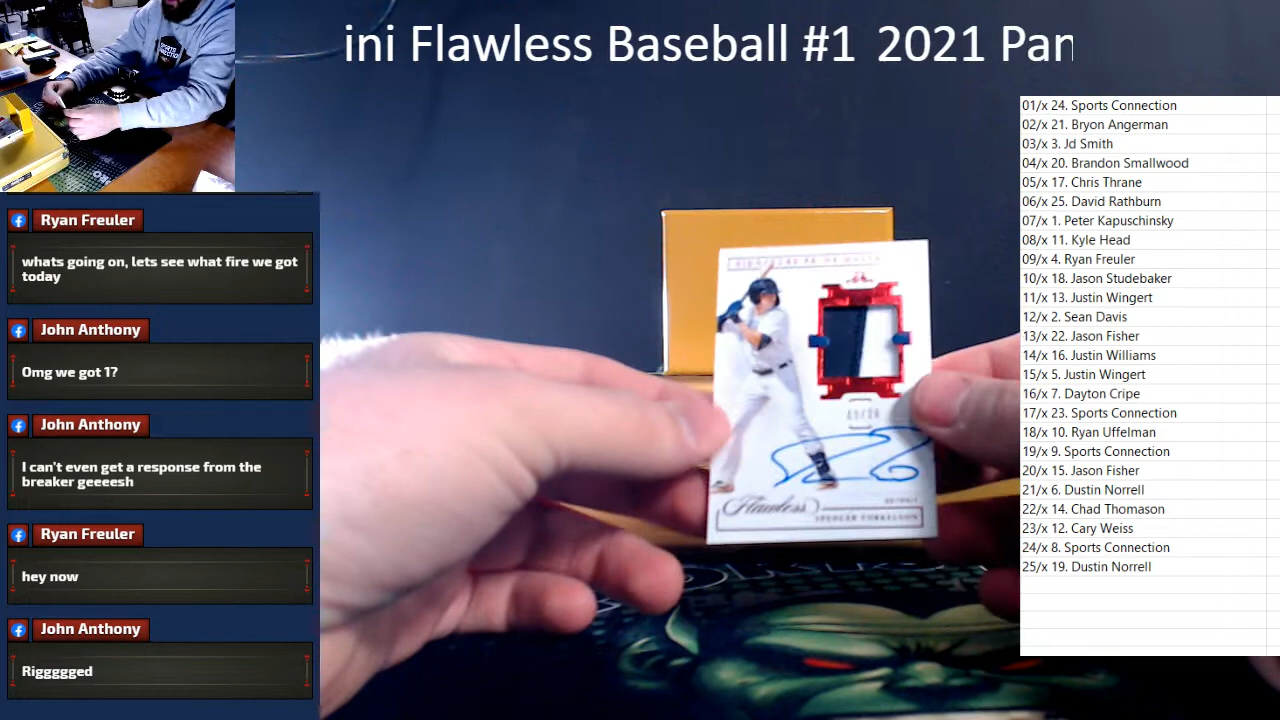 ini Flawless Baseball #1 2021 Pan
Ryan Freuler
whats going on, lets see what fire we got
today
John Anthony
Omg we got 1?
John Anthony
I can't even get a response from the
breaker geeeesh
Ryan Freuler
hey now
John Anthony
Rigggged
Flawless
SPENCER TORKELSON
01/x 24. Sports Connection
02/x 21. Bryon Angerman
03/x 3. Jd Smith
04/x 20. Brandon Smallwood
05/x 17. Chris Thrane
06/x 25. David Rathburn
07/x 1. Peter Kapuschinsky
08/x 11. Kyle Head
09/x 4. Ryan Freuler
10/x 18. Jason Studebaker
11/x 13. Justin Wingert
12/x 2. Sean Davis
13/x 22. Jason Fisher
14/x 16. Justin Williams
15/x 5. Justin Wingert
16/x 7. Dayton Cripe
17/x 23. Sports Connection
18/x 10. Ryan Uffelman
19/x 9. Sports Connection
20/x 15. Jason Fisher
21/x 6. Dustin Norrell
22/x 14. Chad Thomason
23/x 12. Cary Weiss
24/x 8. Sports Connection
25/x 19. Dustin Norrell